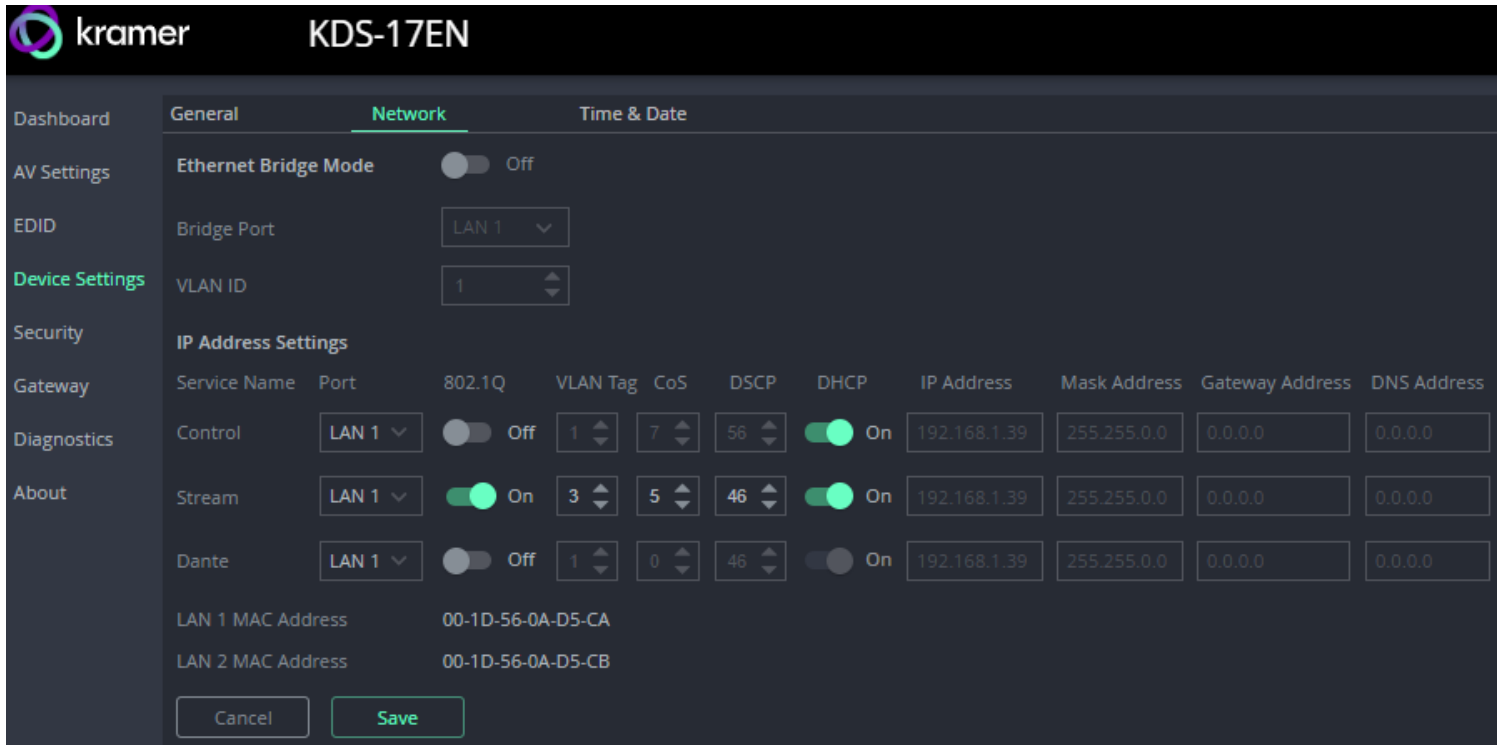 kramer KDS-17EN
Dashboard
AV Settings
EDID
Device Settings
Security
Gateway
Diagnostics
About
General Network Time & Date
Ethernet Bridge Mode Off
Bridge Port LAN 1
VLAN ID 1
IP Address Settings
Service Name Port 802.1Q VLAN Tag CoS DSCP DHCP IP Address Mask Address Gateway Address DNS Address
Control LAN 1 Off 1 7 56 On 192.168.1.39 255.255.0.0 0.0.0.0 0.0.0.0
Stream LAN 1 On 3 5 46 On 192.168.1.39 255.255.0.0 0.0.0.0 0.0.0.0
Dante LAN 1 Off 1 0 46 On 192.168.1.39 255.255.0.0 0.0.0.0 0.0.0.0
LAN 1 MAC Address 00-1D-56-0A-D5-CA
LAN 2 MAC Address 00-1D-56-0A-D5-CB
Cancel Save